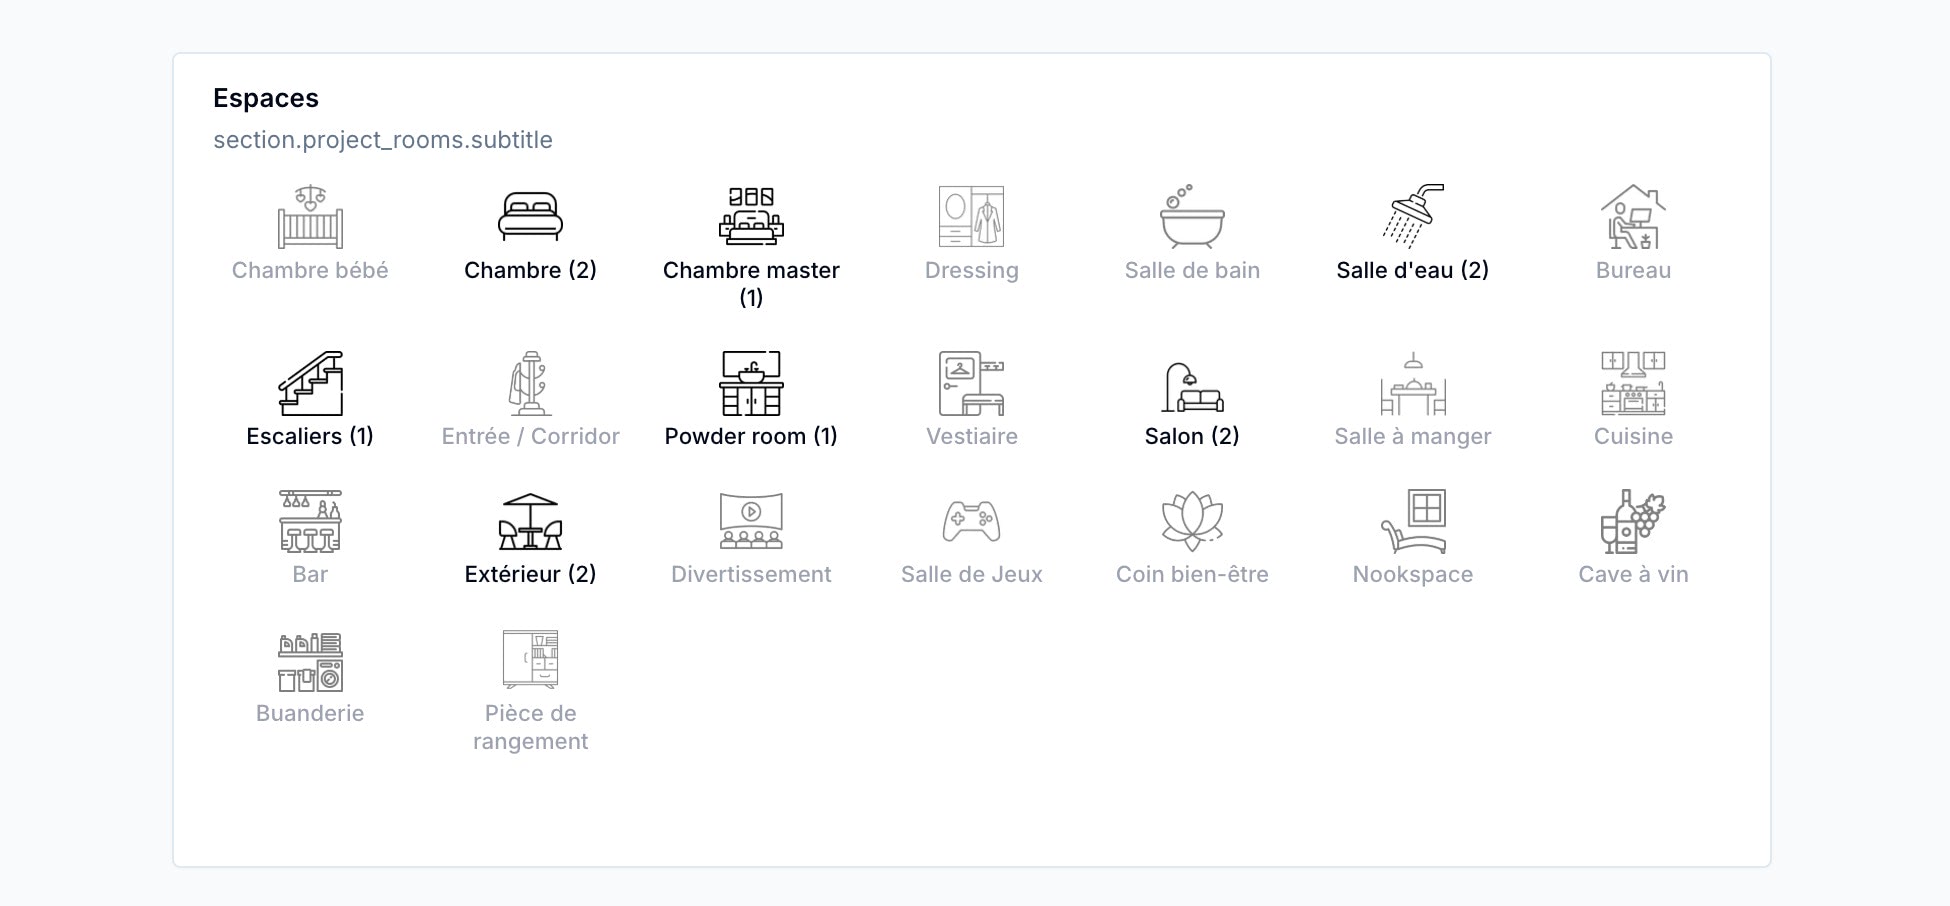 Espaces
section.project_rooms.subtitle
Chambre bébé
Chambre (2)
Chambre master
(1)
Dressing
Salle de bain
Salle d'eau (2)
Bureau
Escaliers (1)
Entrée / Corridor
Powder room (1)
Vestiaire
Salon (2)
Salle à manger
Cuisine
Bar
Extérieur (2)
Divertissement
Salle de Jeux
Coin bien-être
Nookspace
Cave à vin
Buanderie
Pièce de
rangement